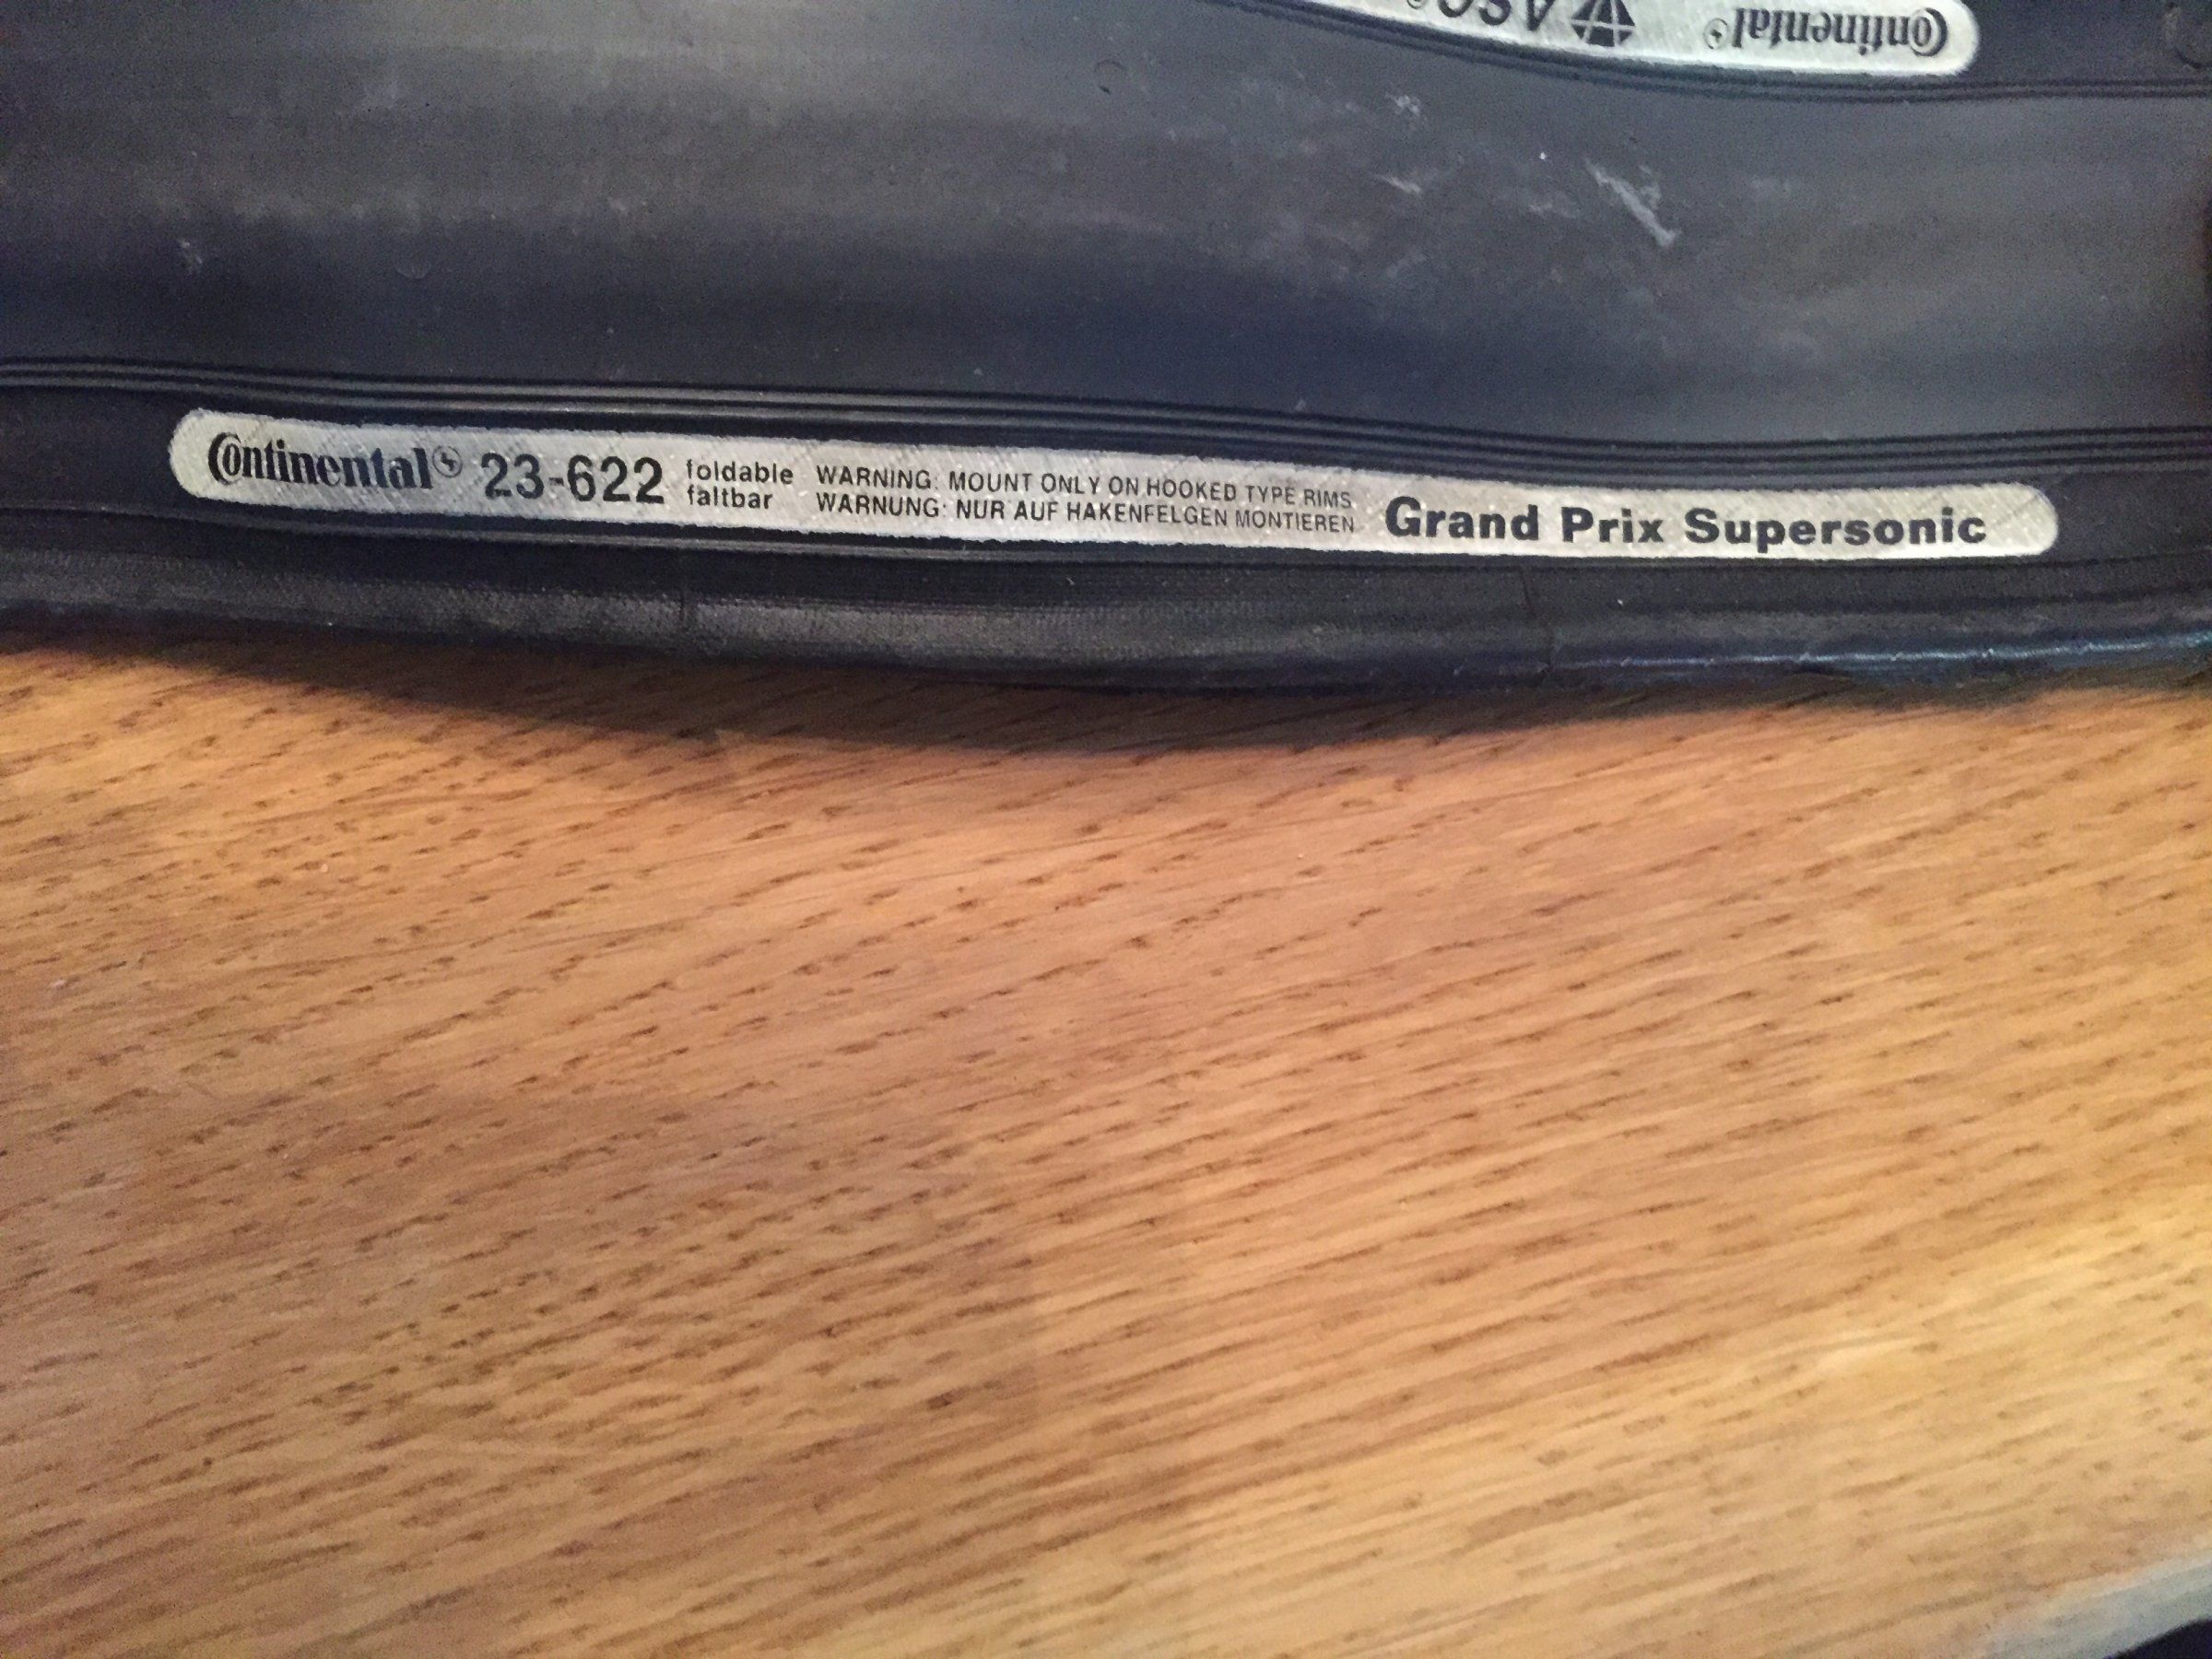 Continental
Continental 23-622 foldable WARNING: MOUNT ONLY ON HOOKED TYPE RIMS Grand Prix Supersonic
faltbar WARNUNG: NUR AUF HAKENFELGEN MONTIEREN